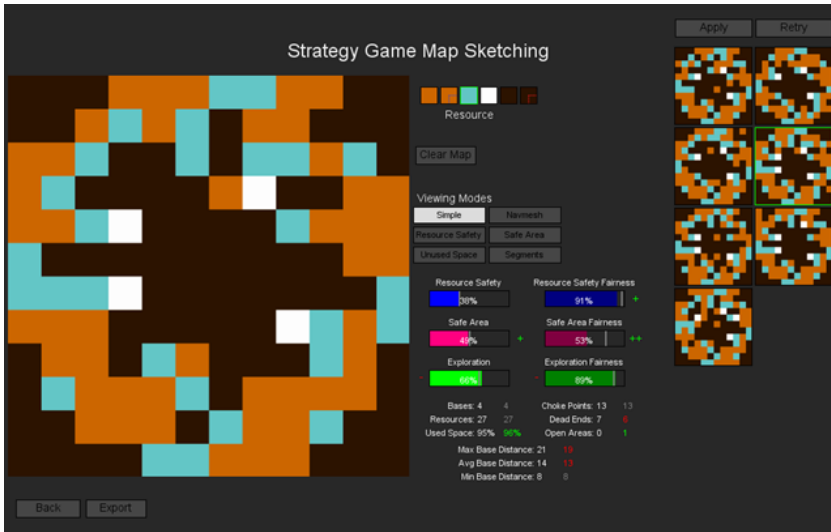 Apply Retry
Strategy Game Map Sketching
Resource
Clear Map
Viewing Modes
Simple Navmesh
Resource Safety Safe Area
Unused Space Segments
Resource Safety Resource Safety Fairness
38% 91% +
Safe Area Safe Area Fairness
49% + 53% ++
Exploration Exploration Fairness
- 66% - 89%
Bases: 4 4 Choke Points: 13 13
Resources: 27 27 Dead Ends: 7 6
Used Space: 95% 96% Open Areas: 0 1
Max Base Distance: 21 19
Avg Base Distance: 14 13
Min Base Distance: 8 8
Back Export